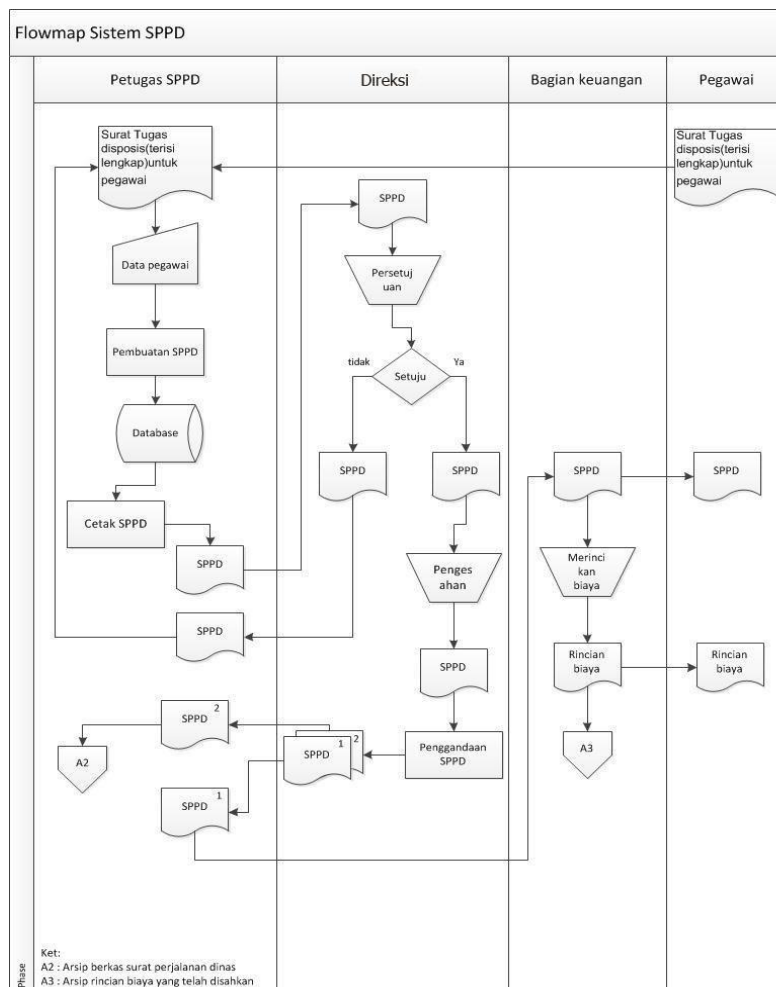 Flowmap Sistem SPPD
Petugas SPPD
Direksi
Bagian keuangan
Pegawai
Surat Tugas
disposis(terisi
lengkap)untuk
pegawai
Surat Tugas
disposis(terisi
lengkap)untuk
pegawai
SPPD
Data pegawai
Persetuj
uan
Pembuatan SPPD
tidak
Setuju
Ya
Database
SPPD
SPPD
SPPD
SPPD
Cetak SPPD
SPPD
Penges
ahan
Merinci
kan
biaya
SPPD
SPPD
Rincian
biaya
Rincian
biaya
SPPD 2
SPPD 1
2
Penggandaan
SPPD
A2
A3
SPPD 1
Ket:
A2 : Arsip berkas surat perjalanan dinas
A3 : Arsip rincian biaya yang telah disahkan
Phase